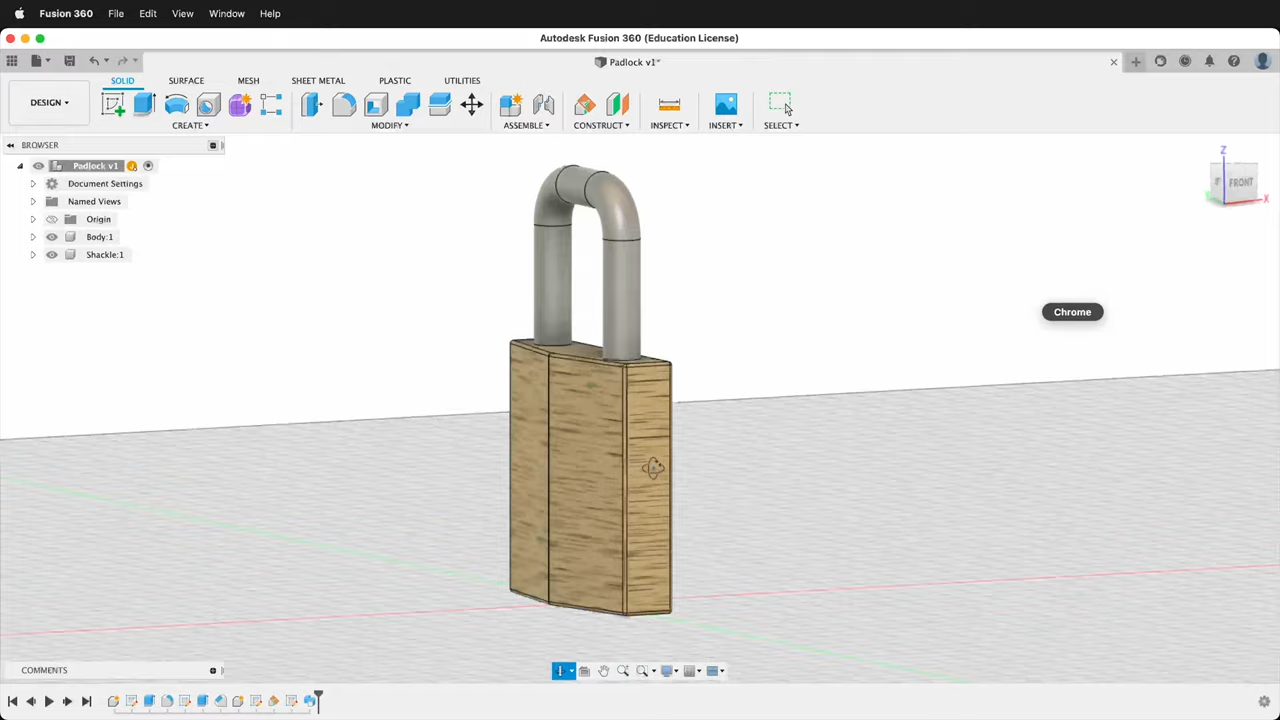 Fusion 360 File Edit View Window Help
Autodesk Fusion 360 (Education License)
Padlock v1*
SOLID SURFACE MESH SHEET METAL PLASTIC UTILITIES
DESIGN
CREATE MODIFY ASSEMBLE CONSTRUCT INSPECT INSERT SELECT
BROWSER
Padlock v1
Document Settings
Named Views
Origin
Body:1
Shackle:1
Z
FRONT
X
Chrome
COMMENTS